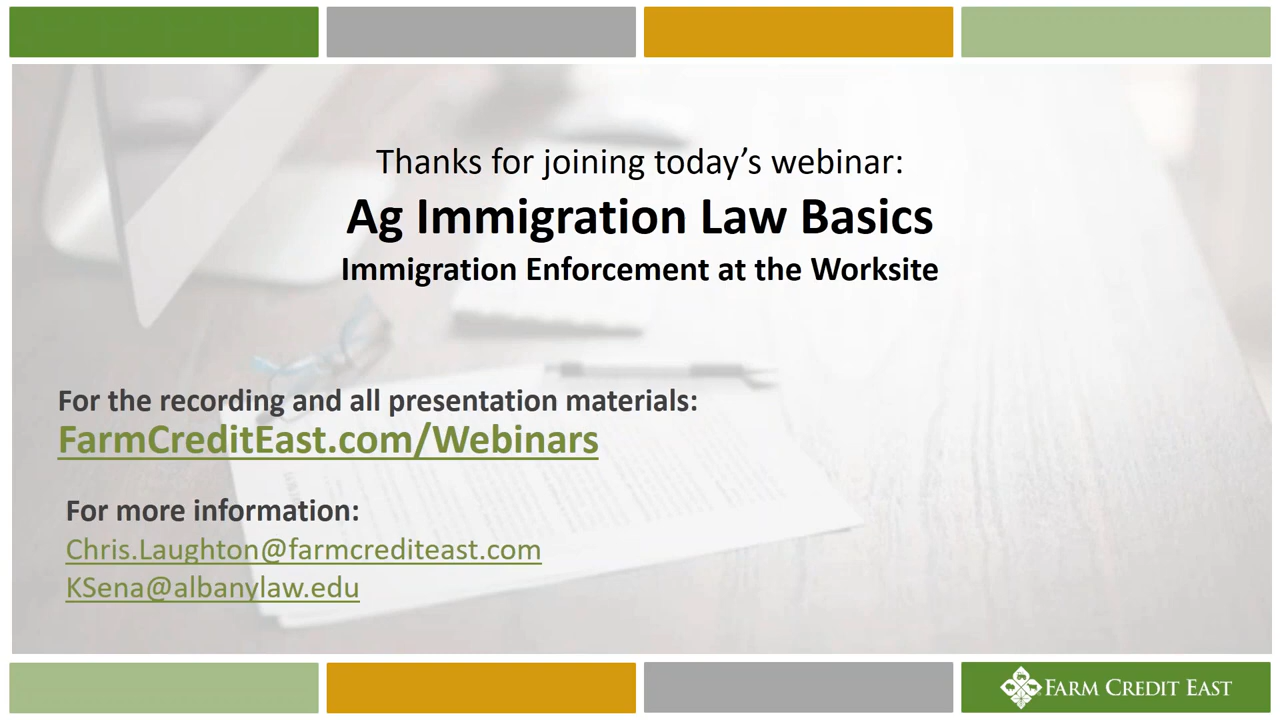 Thanks for joining today’s webinar:
Ag Immigration Law Basics
Immigration Enforcement at the Worksite
For the recording and all presentation materials:
FarmCreditEast.com/Webinars
For more information:
Chris.Laughton@farmcrediteast.com
KSena@albanylaw.edu
FARM CREDIT EAST